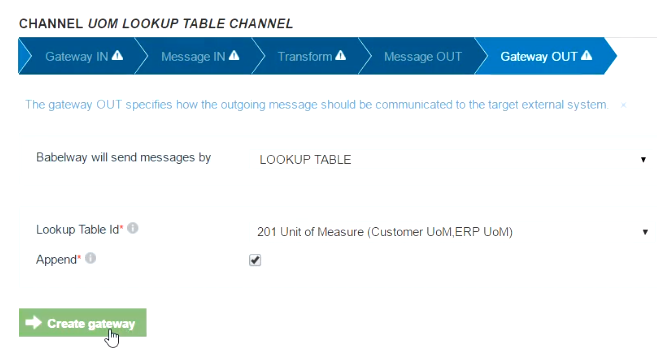 CHANNEL UOM LOOKUP TABLE CHANNEL
Gateway IN Message IN Transform Message OUT Gateway OUT
The gateway OUT specifies how the outgoing message should be communicated to the target external system. ×
Babelway will send messages by LOOKUP TABLE
Lookup Table Id* 201 Unit of Measure (Customer UoM,ERP UoM)
Append*
Create gateway